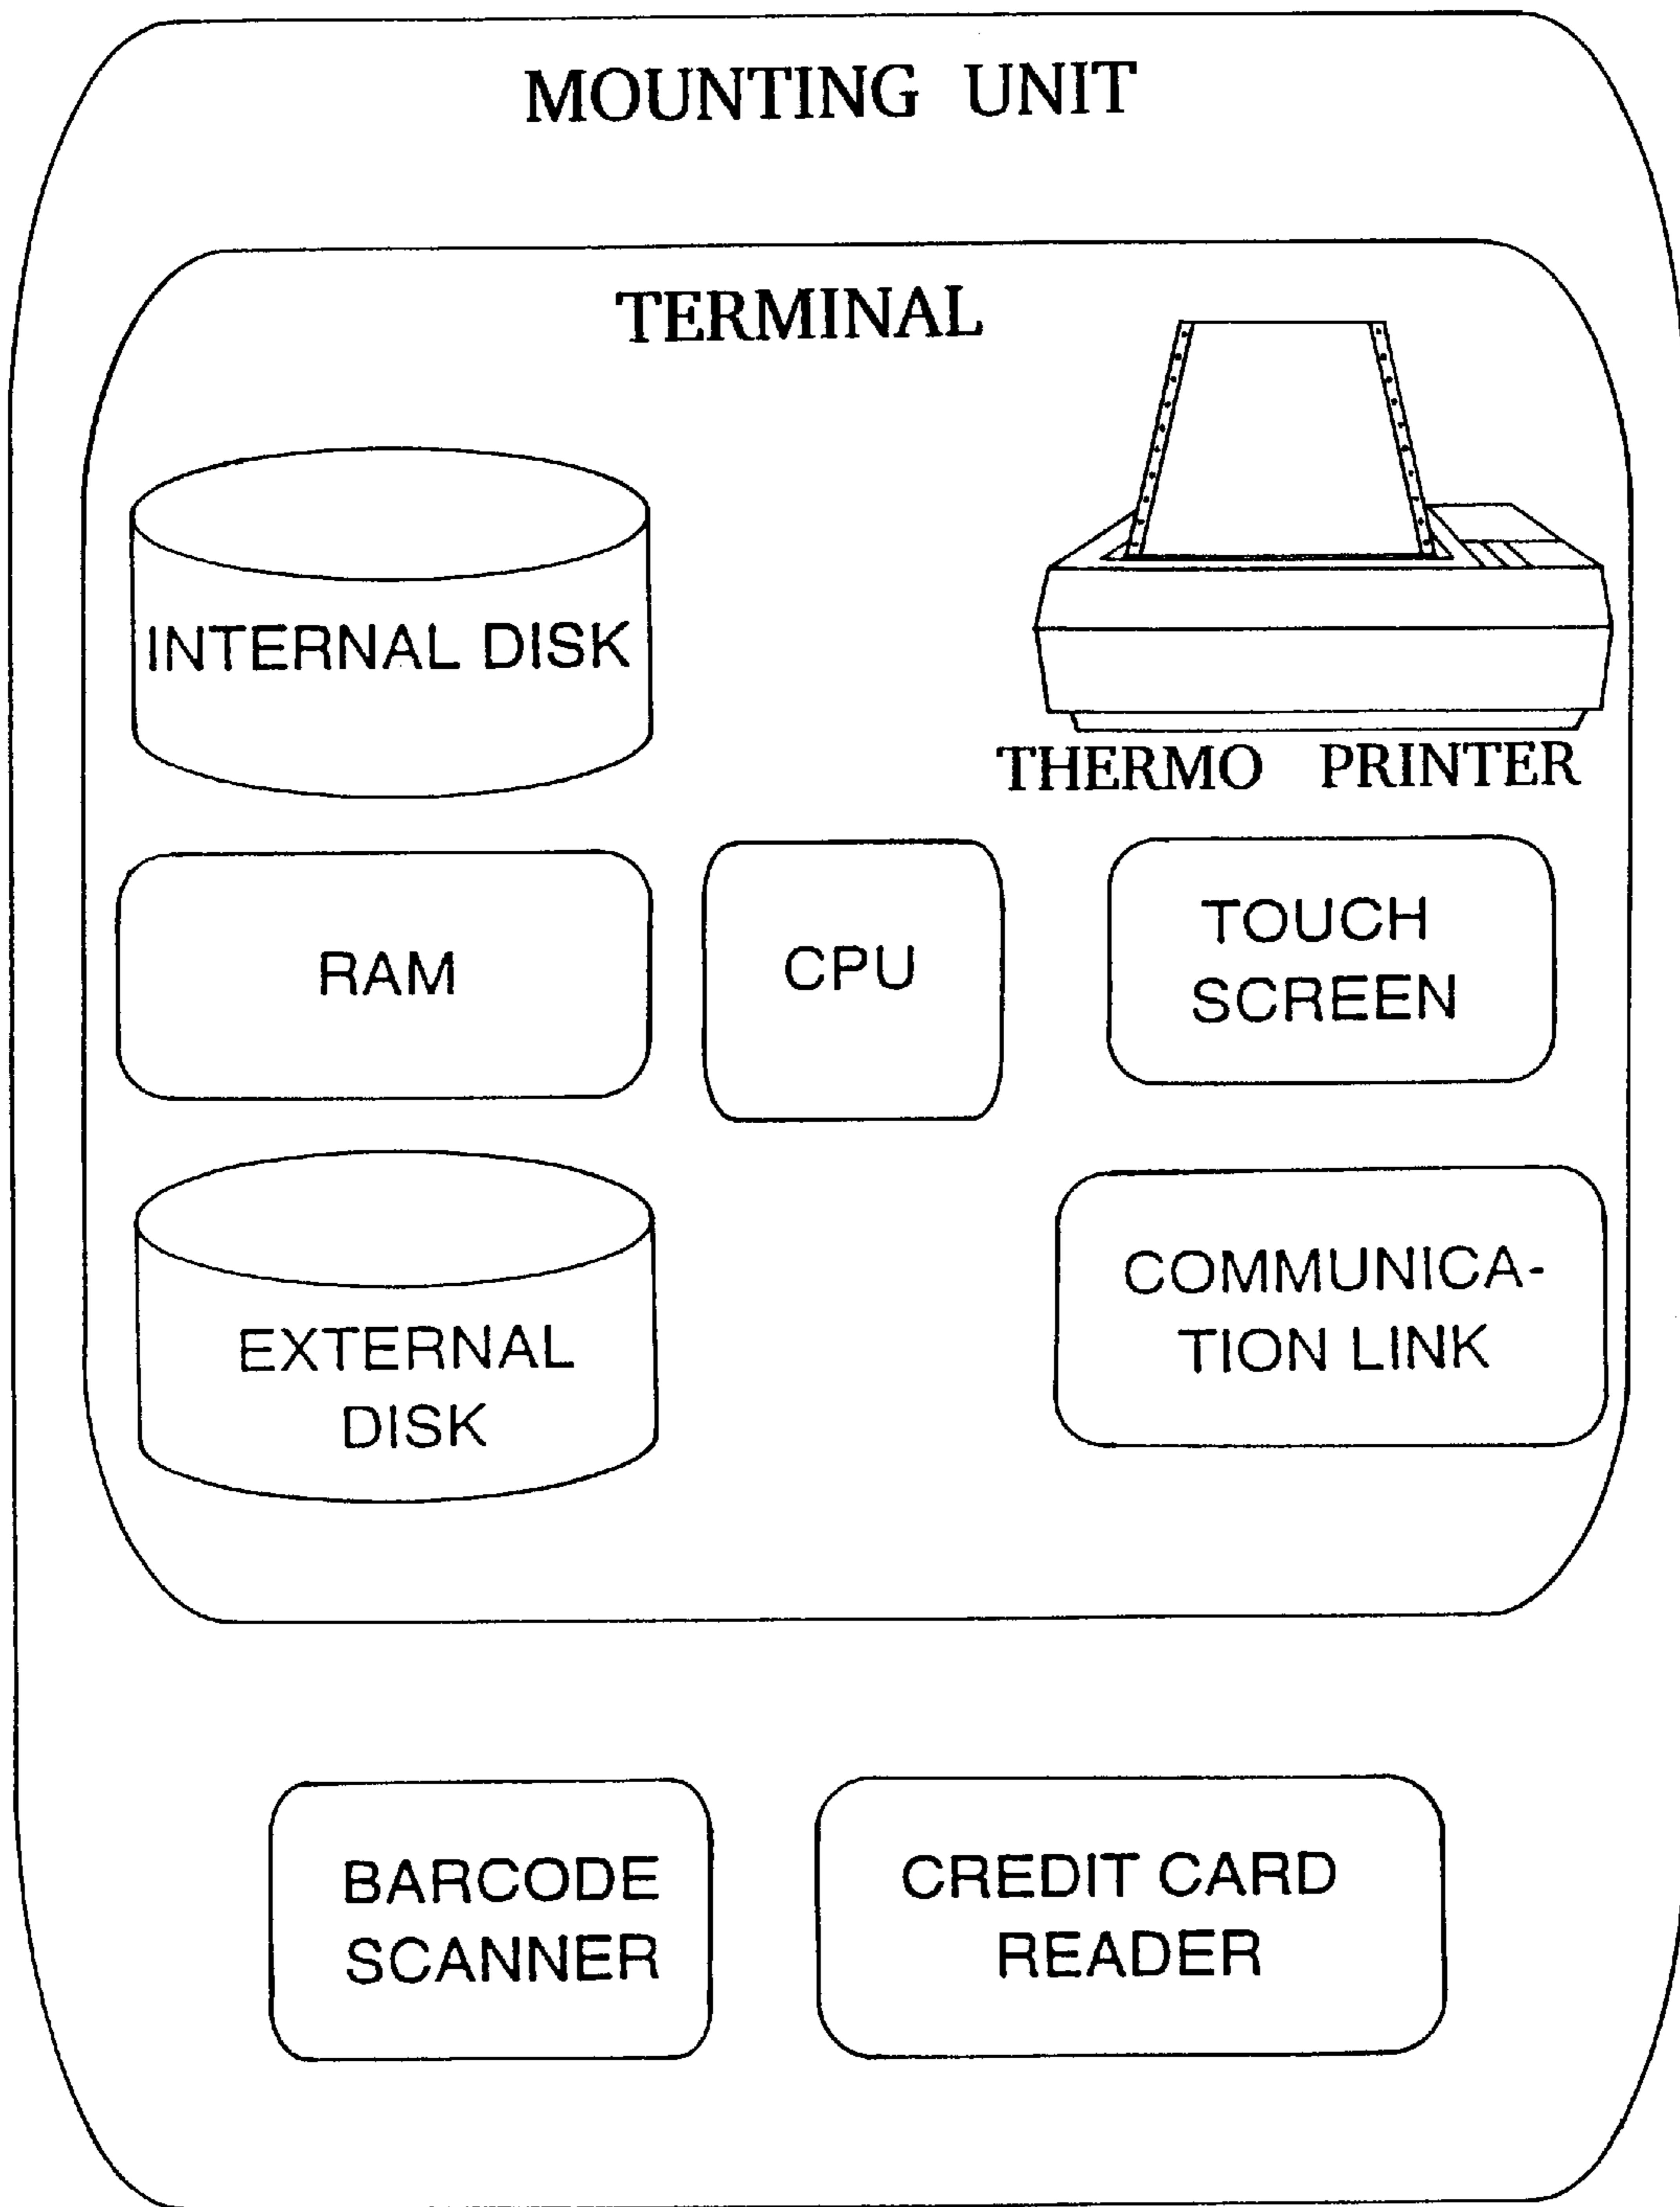 MOUNTING UNIT
TERMINAL
INTERNAL DISK
THERMO PRINTER
RAM
CPU
TOUCH
SCREEN
EXTERNAL
DISK
COMMUNICA-
TION LINK
BARCODE
SCANNER
CREDIT CARD
READER